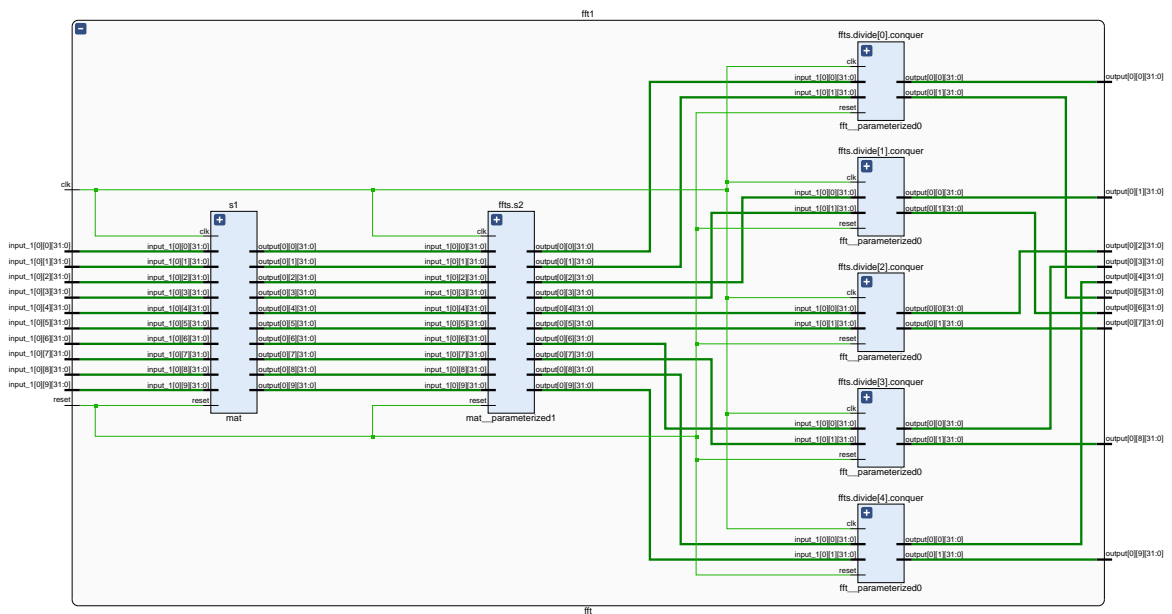 fft1
clk
input_1[0][0][31:0]
input_1[0][1][31:0]
input_1[0][2][31:0]
input_1[0][3][31:0]
input_1[0][4][31:0]
input_1[0][5][31:0]
input_1[0][6][31:0]
input_1[0][7][31:0]
input_1[0][8][31:0]
input_1[0][9][31:0]
reset
s1
clk
input_1[0][0][31:0]
input_1[0][1][31:0]
input_1[0][2][31:0]
input_1[0][3][31:0]
input_1[0][4][31:0]
input_1[0][5][31:0]
input_1[0][6][31:0]
input_1[0][7][31:0]
input_1[0][8][31:0]
input_1[0][9][31:0]
reset
output[0][0][31:0]
output[0][1][31:0]
output[0][2][31:0]
output[0][3][31:0]
output[0][4][31:0]
output[0][5][31:0]
output[0][6][31:0]
output[0][7][31:0]
output[0][8][31:0]
output[0][9][31:0]
mat
ffts.s2
clk
input_1[0][0][31:0]
input_1[0][1][31:0]
input_1[0][2][31:0]
input_1[0][3][31:0]
input_1[0][4][31:0]
input_1[0][5][31:0]
input_1[0][6][31:0]
input_1[0][7][31:0]
input_1[0][8][31:0]
input_1[0][9][31:0]
reset
output[0][0][31:0]
output[0][1][31:0]
output[0][2][31:0]
output[0][3][31:0]
output[0][4][31:0]
output[0][5][31:0]
output[0][6][31:0]
output[0][7][31:0]
output[0][8][31:0]
output[0][9][31:0]
mat__parameterized1
ffts.divide[0].conquer
clk
input_1[0][0][31:0]
input_1[0][1][31:0]
reset
output[0][0][31:0]
output[0][1][31:0]
fft__parameterized0
ffts.divide[1].conquer
clk
input_1[0][0][31:0]
input_1[0][1][31:0]
reset
output[0][0][31:0]
output[0][1][31:0]
fft__parameterized0
ffts.divide[2].conquer
clk
input_1[0][0][31:0]
input_1[0][1][31:0]
reset
output[0][0][31:0]
output[0][1][31:0]
fft__parameterized0
ffts.divide[3].conquer
clk
input_1[0][0][31:0]
input_1[0][1][31:0]
reset
output[0][0][31:0]
output[0][1][31:0]
fft__parameterized0
ffts.divide[4].conquer
clk
input_1[0][0][31:0]
input_1[0][1][31:0]
reset
output[0][0][31:0]
output[0][1][31:0]
fft__parameterized0
output[0][0][31:0]
output[0][1][31:0]
output[0][2][31:0]
output[0][3][31:0]
output[0][4][31:0]
output[0][5][31:0]
output[0][6][31:0]
output[0][7][31:0]
output[0][8][31:0]
output[0][9][31:0]
fft